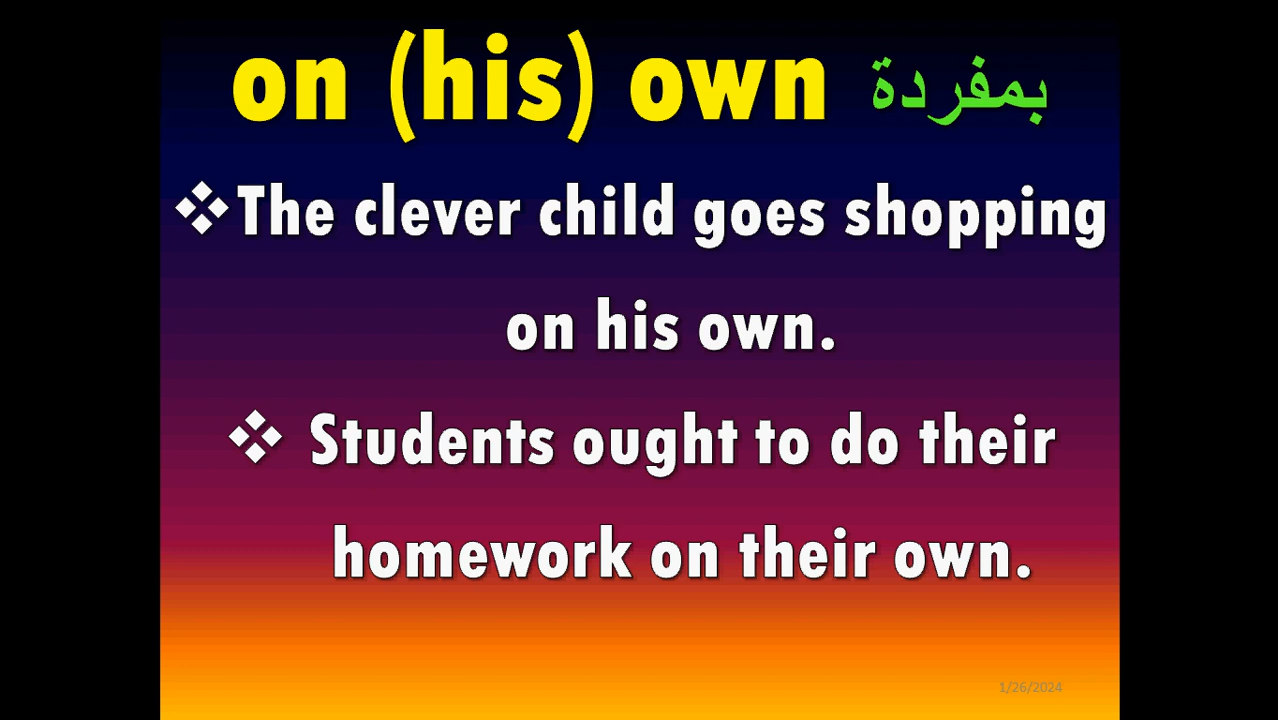 on (his) own بمفردة
❖The clever child goes shopping
on his own.
❖ Students ought to do their
homework on their own.
1/26/2024